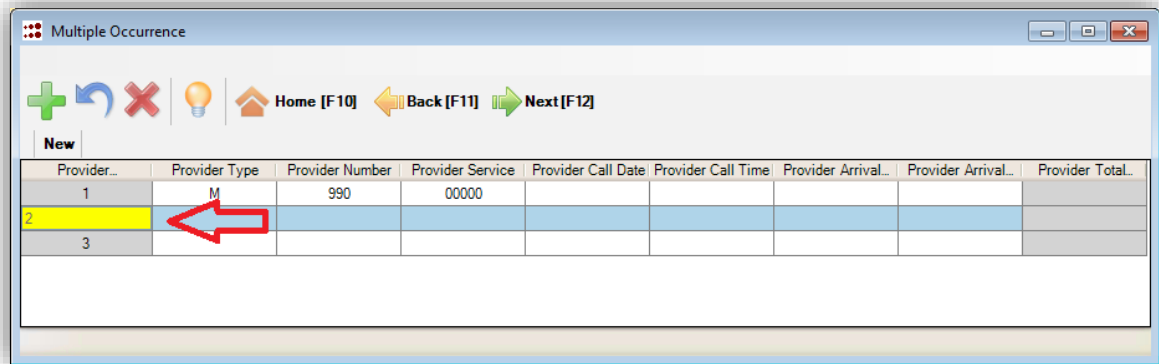 Multiple Occurrence
Home [F10] Back [F11] Next [F12]
New
Provider... Provider Type Provider Number Provider Service Provider Call Date Provider Call Time Provider Arrival... Provider Arrival... Provider Total...
1 M 990 00000
2
3